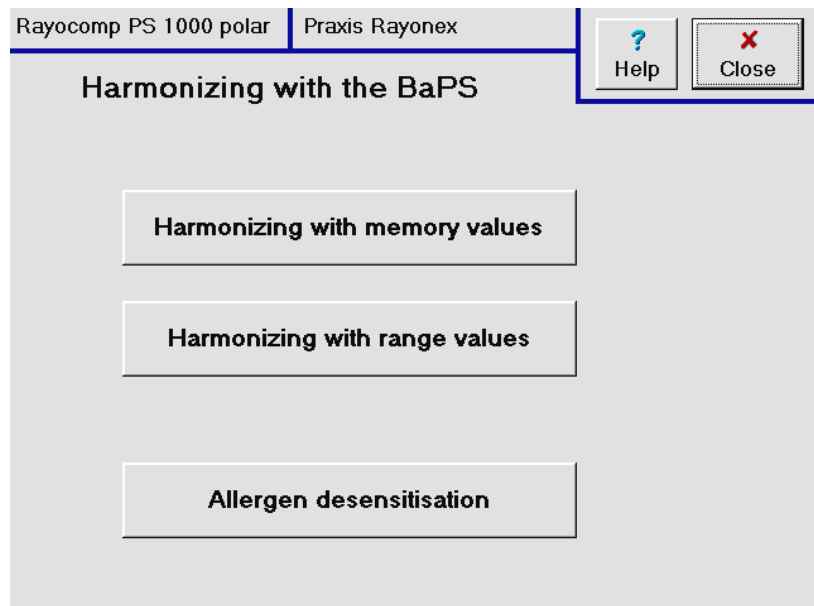 Rayocomp PS 1000 polar
Praxis Rayonex
? Help
x Close
Harmonizing with the BaPS
Harmonizing with memory values
Harmonizing with range values
Allergen desensitisation